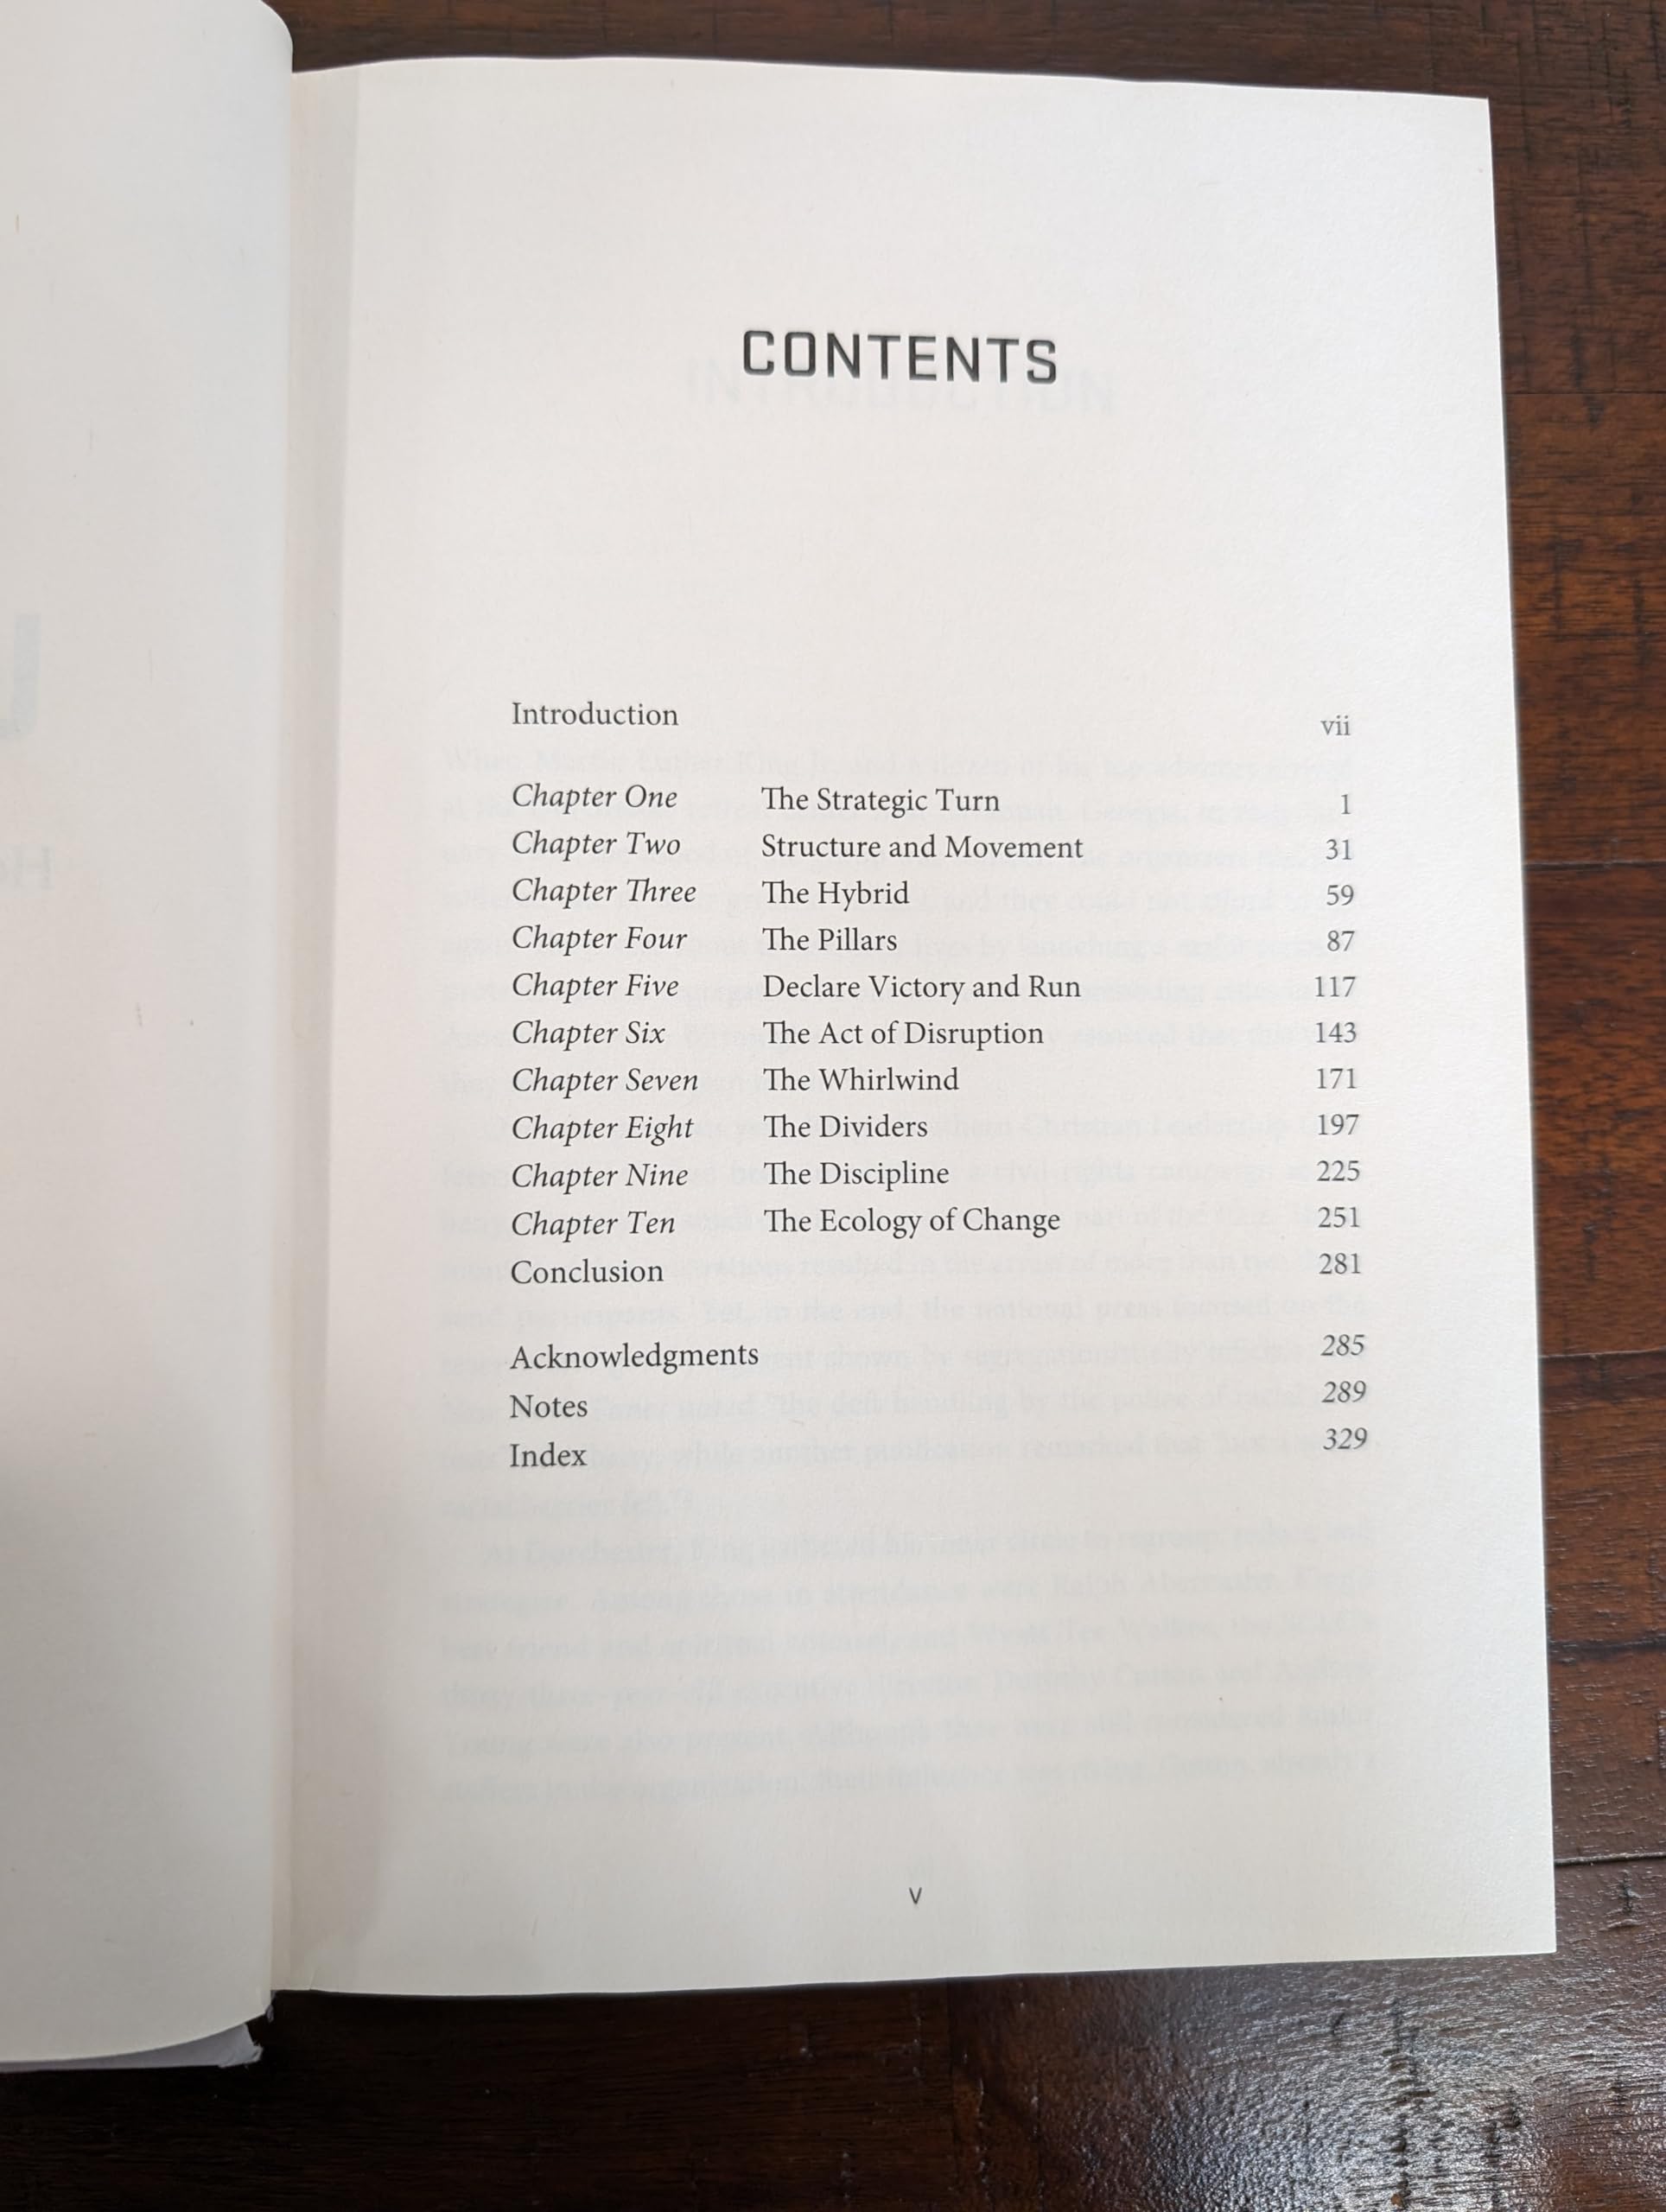 CONTENTS
Introduction vii
Chapter One The Strategic Turn 1
Chapter Two Structure and Movement 31
Chapter Three The Hybrid 59
Chapter Four The Pillars 87
Chapter Five Declare Victory and Run 117
Chapter Six The Act of Disruption 143
Chapter Seven The Whirlwind 171
Chapter Eight The Dividers 197
Chapter Nine The Discipline 225
Chapter Ten The Ecology of Change 251
Conclusion 281
Acknowledgments 285
Notes 289
Index 329
v